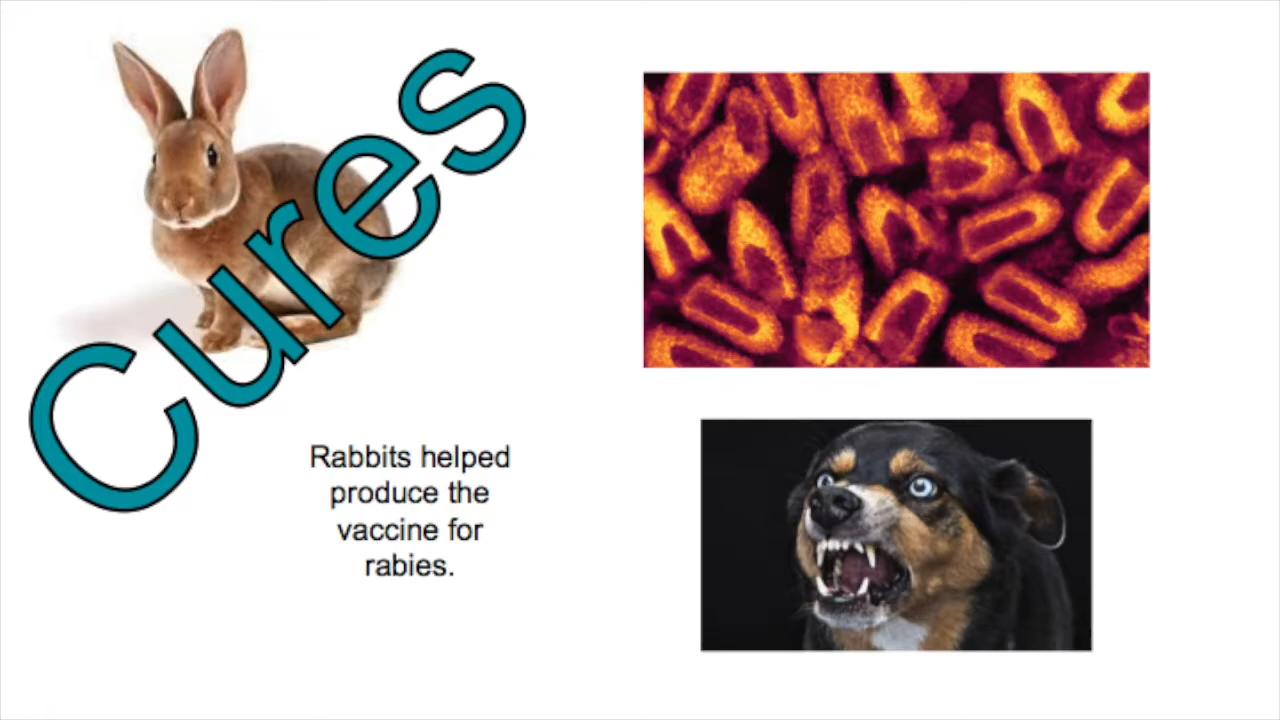 Cures
Rabbits helped
produce the
vaccine for
rabies.